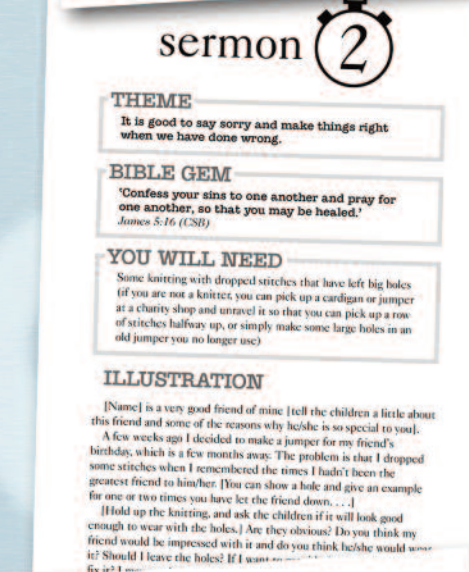 sermon 2
THEME
It is good to say sorry and make things right
when we have done wrong.
BIBLE GEM
‘Confess your sins to one another and pray for
one another, so that you may be healed.’
James 5:16 (CSB)
YOU WILL NEED
Some knitting with dropped stitches that have left big holes
(if you are not a knitter, you can pick up a cardigan or jumper
at a charity shop and unravel it so that you can pick up a row
of stitches halfway up, or simply make some large holes in an
old jumper you no longer use)
ILLUSTRATION
[Name] is a very good friend of mine [tell the children a little about
this friend and some of the reasons why he/she is so special to you].
A few weeks ago I decided to make a jumper for my friend's
birthday, which is a few months away. The problem is that I dropped
some stitches when I remembered the times I hadn't been the
greatest friend to him/her. [You can show a hole and give an example
for one or two times you have let the friend down. . . .]
[Hold up the knitting, and ask the children if it will look good
enough to wear with the holes.] Are they obvious? Do you think my
friend would be impressed with it and do you think he/she would wear
it? Should I leave the holes? If I want
fix it? I